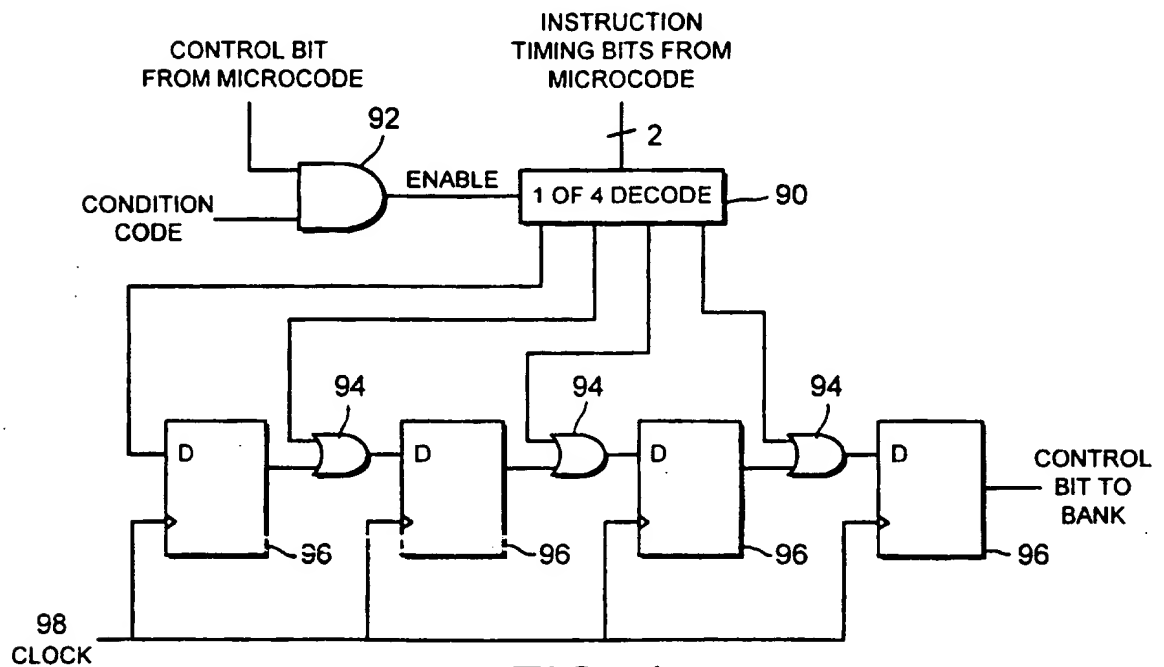 INSTRUCTION
TIMING BITS FROM
MICROCODE
CONTROL BIT
FROM MICROCODE
92
2
ENABLE
1 OF 4 DECODE
90
CONDITION
CODE
94
94
94
D
D
D
D
CONTROL
BIT TO
BANK
96
96
96
96
98
CLOCK